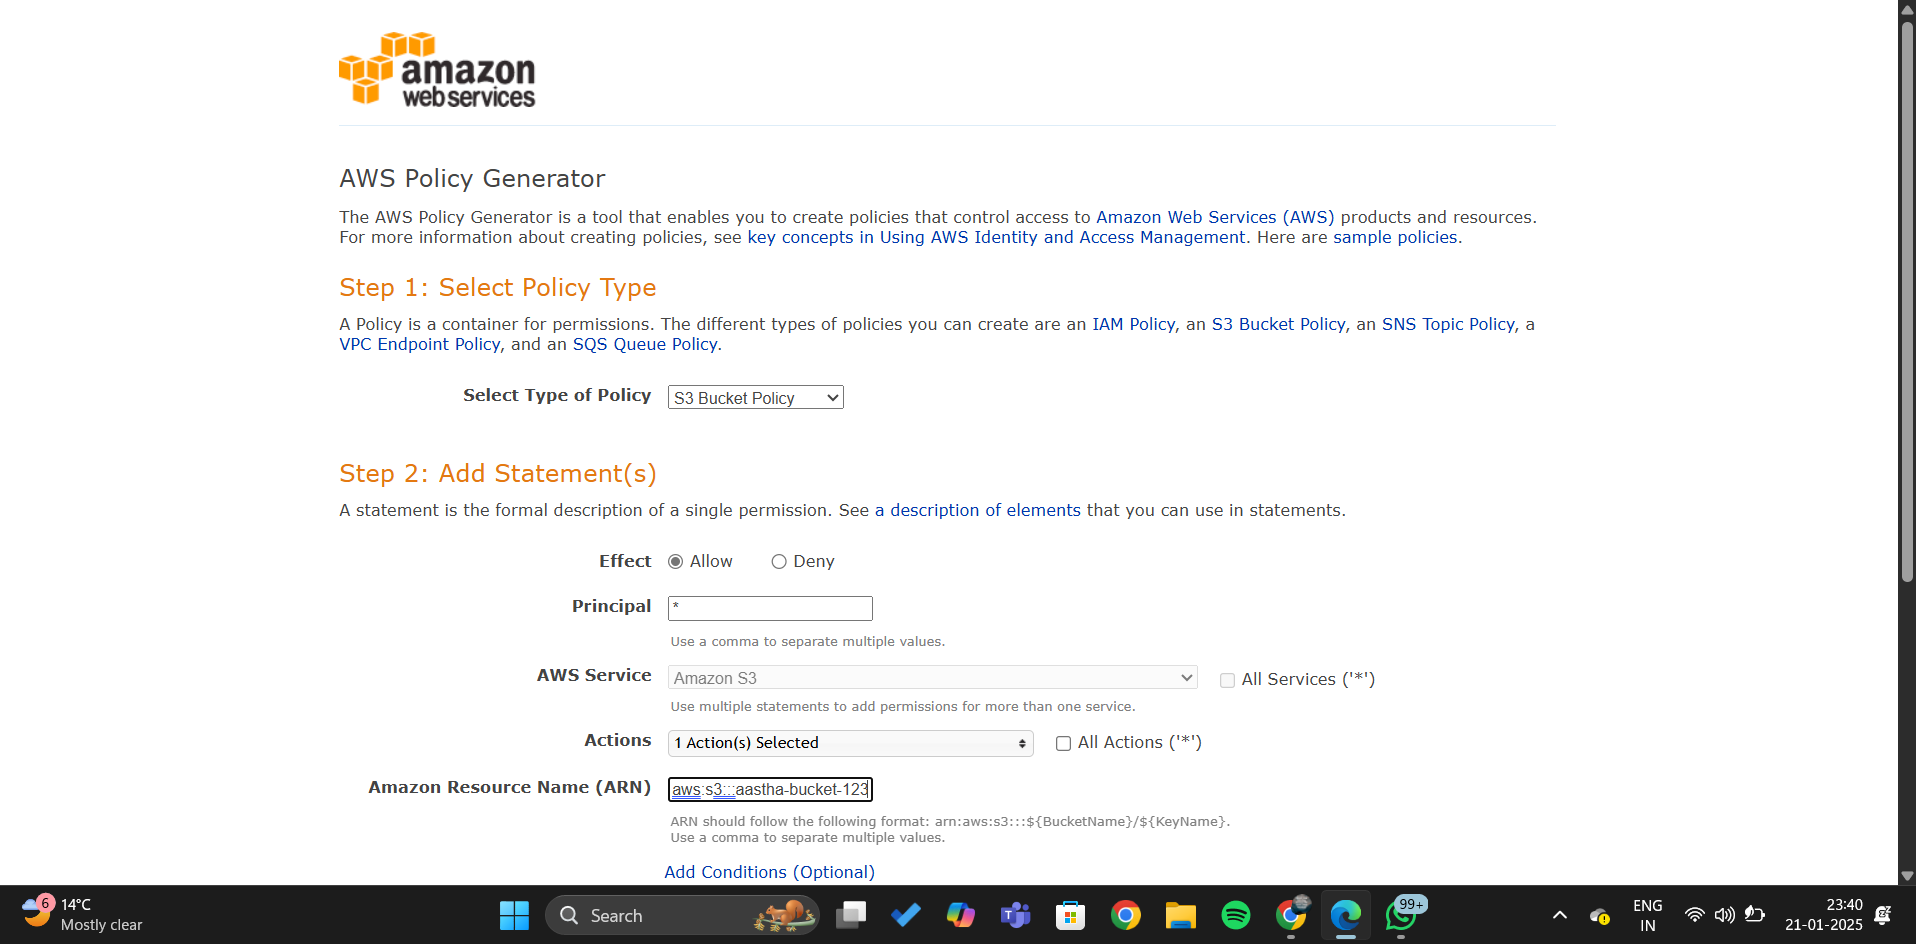 amazon
web services
AWS Policy Generator
The AWS Policy Generator is a tool that enables you to create policies that control access to Amazon Web Services (AWS) products and resources.
For more information about creating policies, see key concepts in Using AWS Identity and Access Management. Here are sample policies.
Step 1: Select Policy Type
A Policy is a container for permissions. The different types of policies you can create are an IAM Policy, an S3 Bucket Policy, an SNS Topic Policy, a
VPC Endpoint Policy, and an SQS Queue Policy.
Select Type of Policy S3 Bucket Policy
Step 2: Add Statement(s)
A statement is the formal description of a single permission. See a description of elements that you can use in statements.
Effect Allow Deny
Principal *
Use a comma to separate multiple values.
AWS Service Amazon S3 All Services ('*')
Use multiple statements to add permissions for more than one service.
Actions 1 Action(s) Selected All Actions ('*')
Amazon Resource Name (ARN) aws:s3:::aastha-bucket-123
ARN should follow the following format: arn:aws:s3:::${BucketName}/${KeyName}.
Use a comma to separate multiple values.
Add Conditions (Optional)
6 14°C
Mostly clear
Search
99+
ENG
IN
23:40
21-01-2025